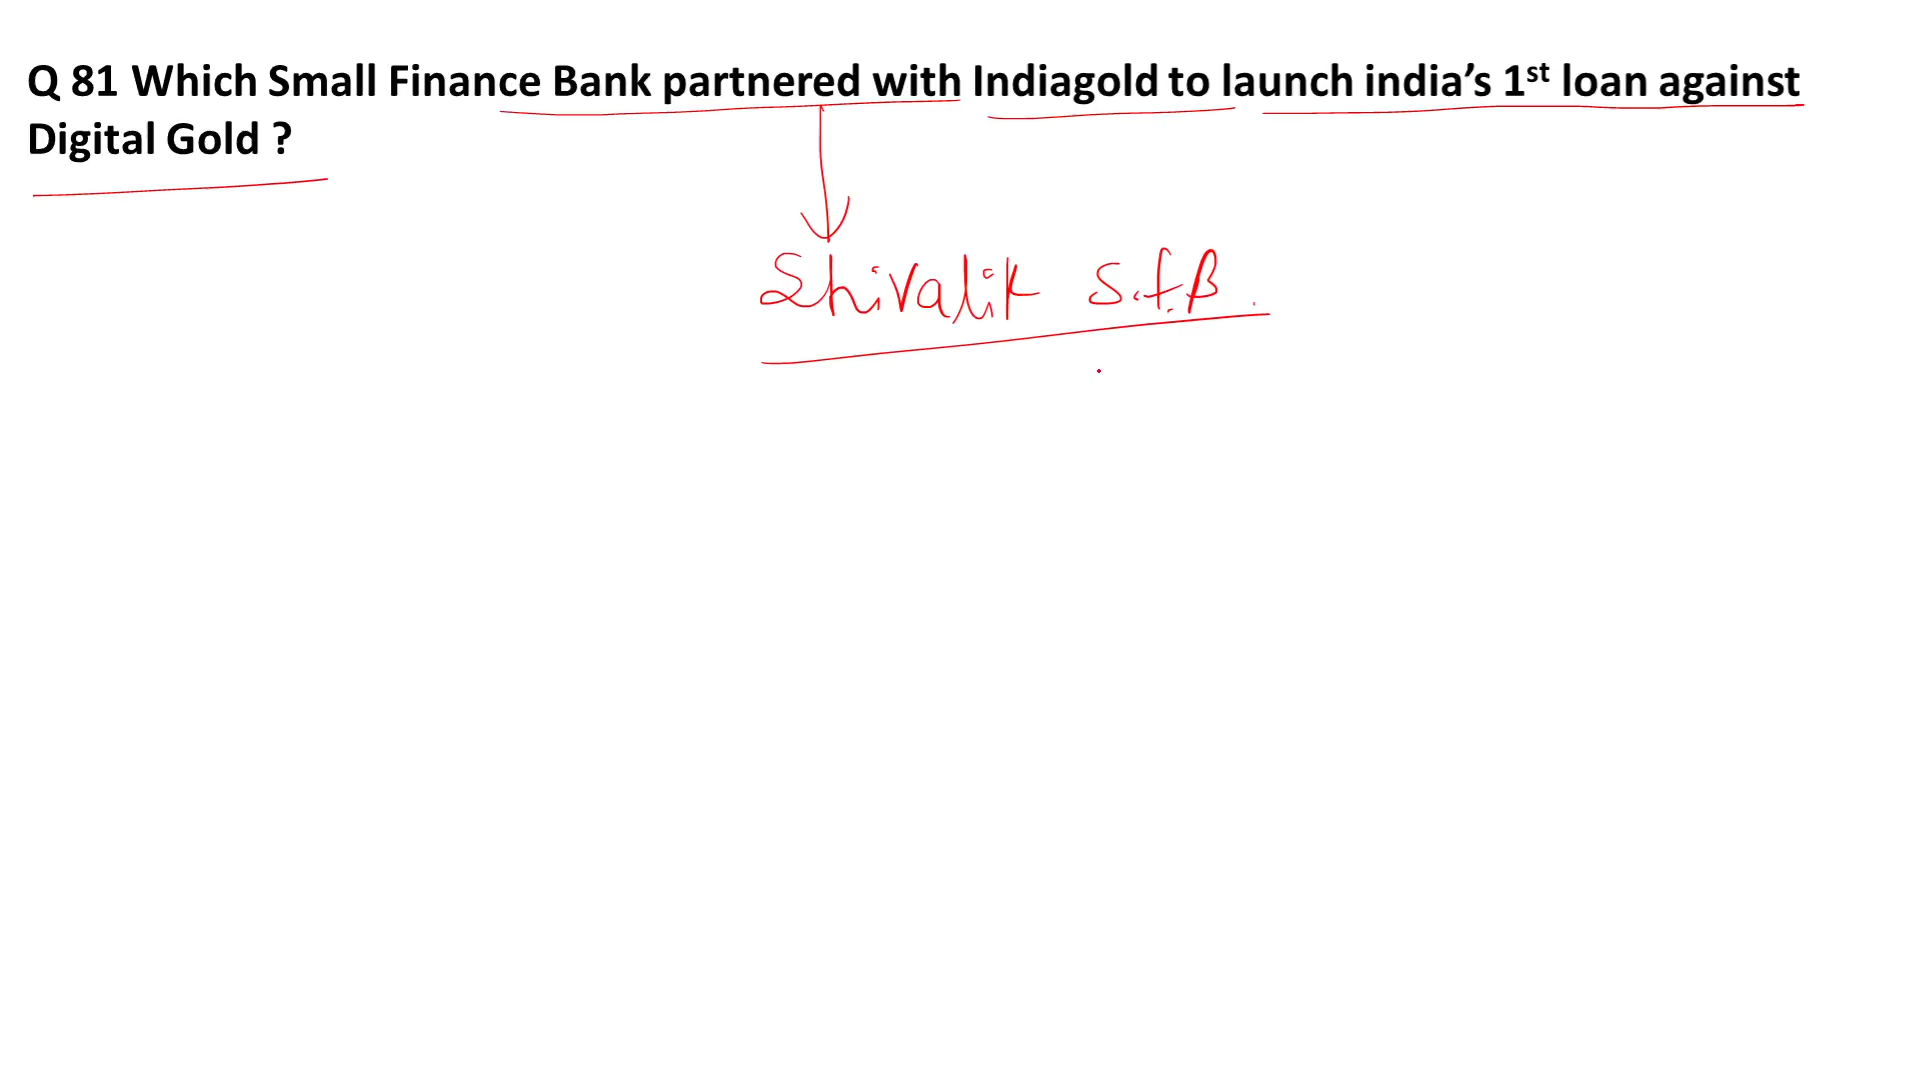 Q 81 Which Small Finance Bank partnered with Indiagold to launch india’s 1st loan against
Digital Gold ?
Shivalik S.f.B.